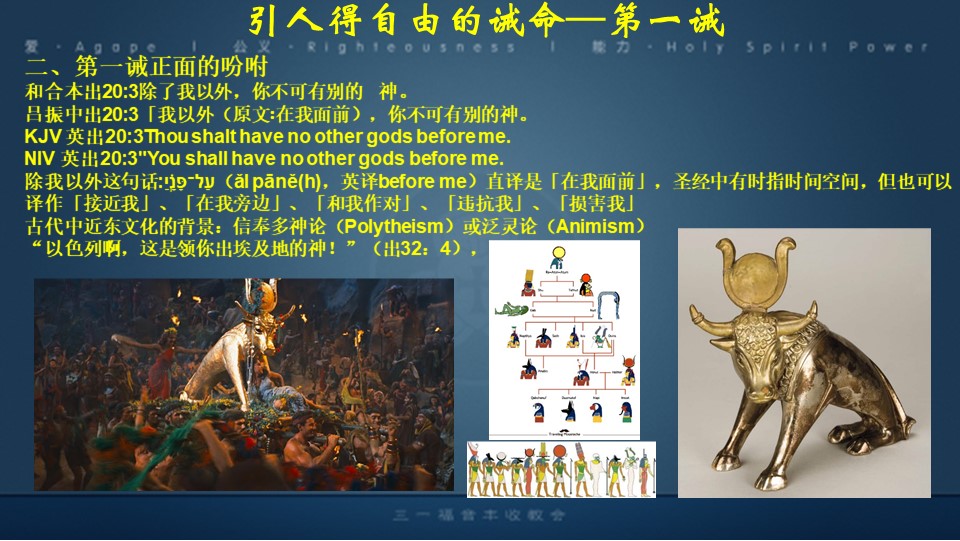 引人得自由的诫命—第一诫
爱·Agape | 公义·Righteousness | 能力·Holy Spirit Power
二、第一诫正面的吩咐
和合本出20:3除了我以外，你不可有别的 神。
吕振中出20:3「我以外（原文:在我面前），你不可有别的神。
KJV 英出20:3Thou shalt have no other gods before me.
NIV 英出20:3"You shall have no other gods before me.
除我以外这句话:עַל־פָּנָֽי（ăl pānĕ(h)，英译before me）直译是「在我面前」，圣经中有时指时间空间，但也可以
译作「接近我」、「在我旁边」、「和我作对」、「违抗我」、「损害我」
古代中近东文化的背景：信奉多神论（Polytheism）或泛灵论（Animism）
“以色列啊，这是领你出埃及地的神！”（出32：4），
三一福音丰收教会